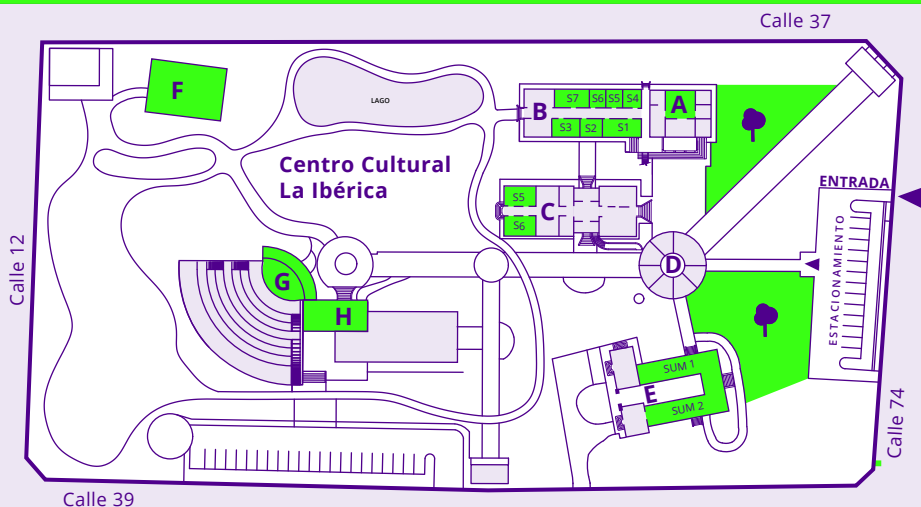 Calle 37
F
S7
S6
S5
S4
A
B
S3
S2
S1
LAGO
Centro Cultural
La Ibérica
ENTRADA
S5
C
S6
Calle 12
D
ESTACIONAMIENTO
G
H
SUM 1
E
SUM 2
Calle 74
Calle 39